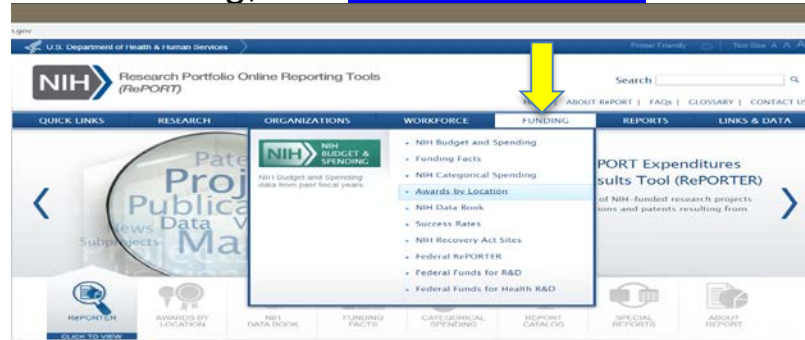 .gov
U.S. Department of Health & Human Services
Printer Friendly
Text Size A A A
NIH
Research Portfolio Online Reporting Tools
(RePORT)
Search
ABOUT RePORT | FAQs | GLOSSARY | CONTACT US
QUICK LINKS
RESEARCH
ORGANIZATIONS
WORKFORCE
FUNDING
REPORTS
LINKS & DATA
NIH
NIH
BUDGET &
SPENDING
NIH Budget and Spending
data from past fiscal years.
NIH Budget and Spending
Funding Facts
NIH Categorical Spending
Awards by Location
NIH Data Book
Success Rates
NIH Recovery Act Sites
Federal RePORTER
Federal Funds for R&D
Federal Funds for Health R&D
Pate
Proj
Publica
News Data V
Subprojects Ma
PORT Expenditures
sults Tool (RePORTER)
of NIH-funded research projects
ions and patents resulting from
RePORTER
CLICK TO VIEW
AWARDS BY
LOCATION
NIH
DATA BOOK
FUNDING
FACTS
CATEGORICAL
SPENDING
REPORT
CATALOG
SPECIAL
REPORTS
ABOUT
REPORT